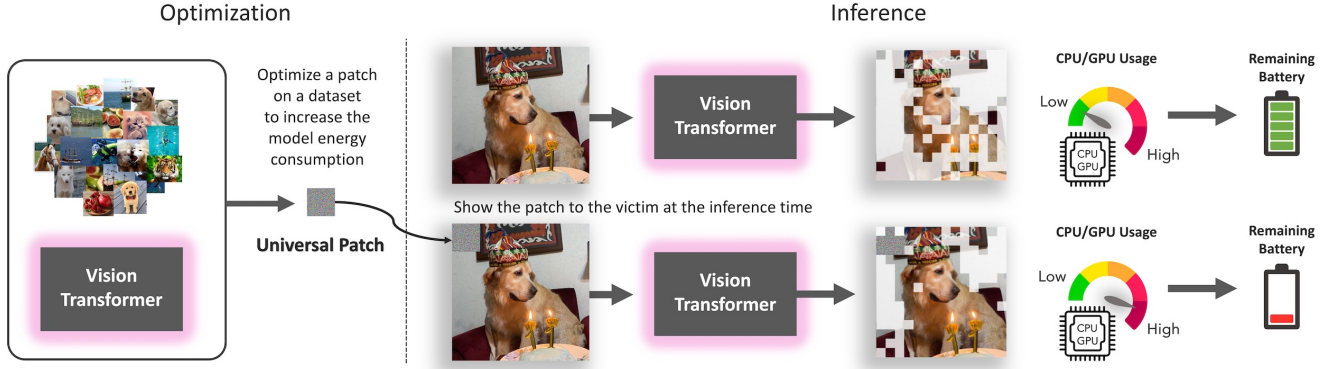 Optimization
Inference
Optimize a patch
on a dataset
to increase the
model energy
consumption
Universal Patch
Vision
Transformer
Vision
Transformer
CPU/GPU Usage
Low
High
CPU
GPU
Remaining
Battery
Show the patch to the victim at the inference time
Vision
Transformer
CPU/GPU Usage
Low
High
CPU
GPU
Remaining
Battery